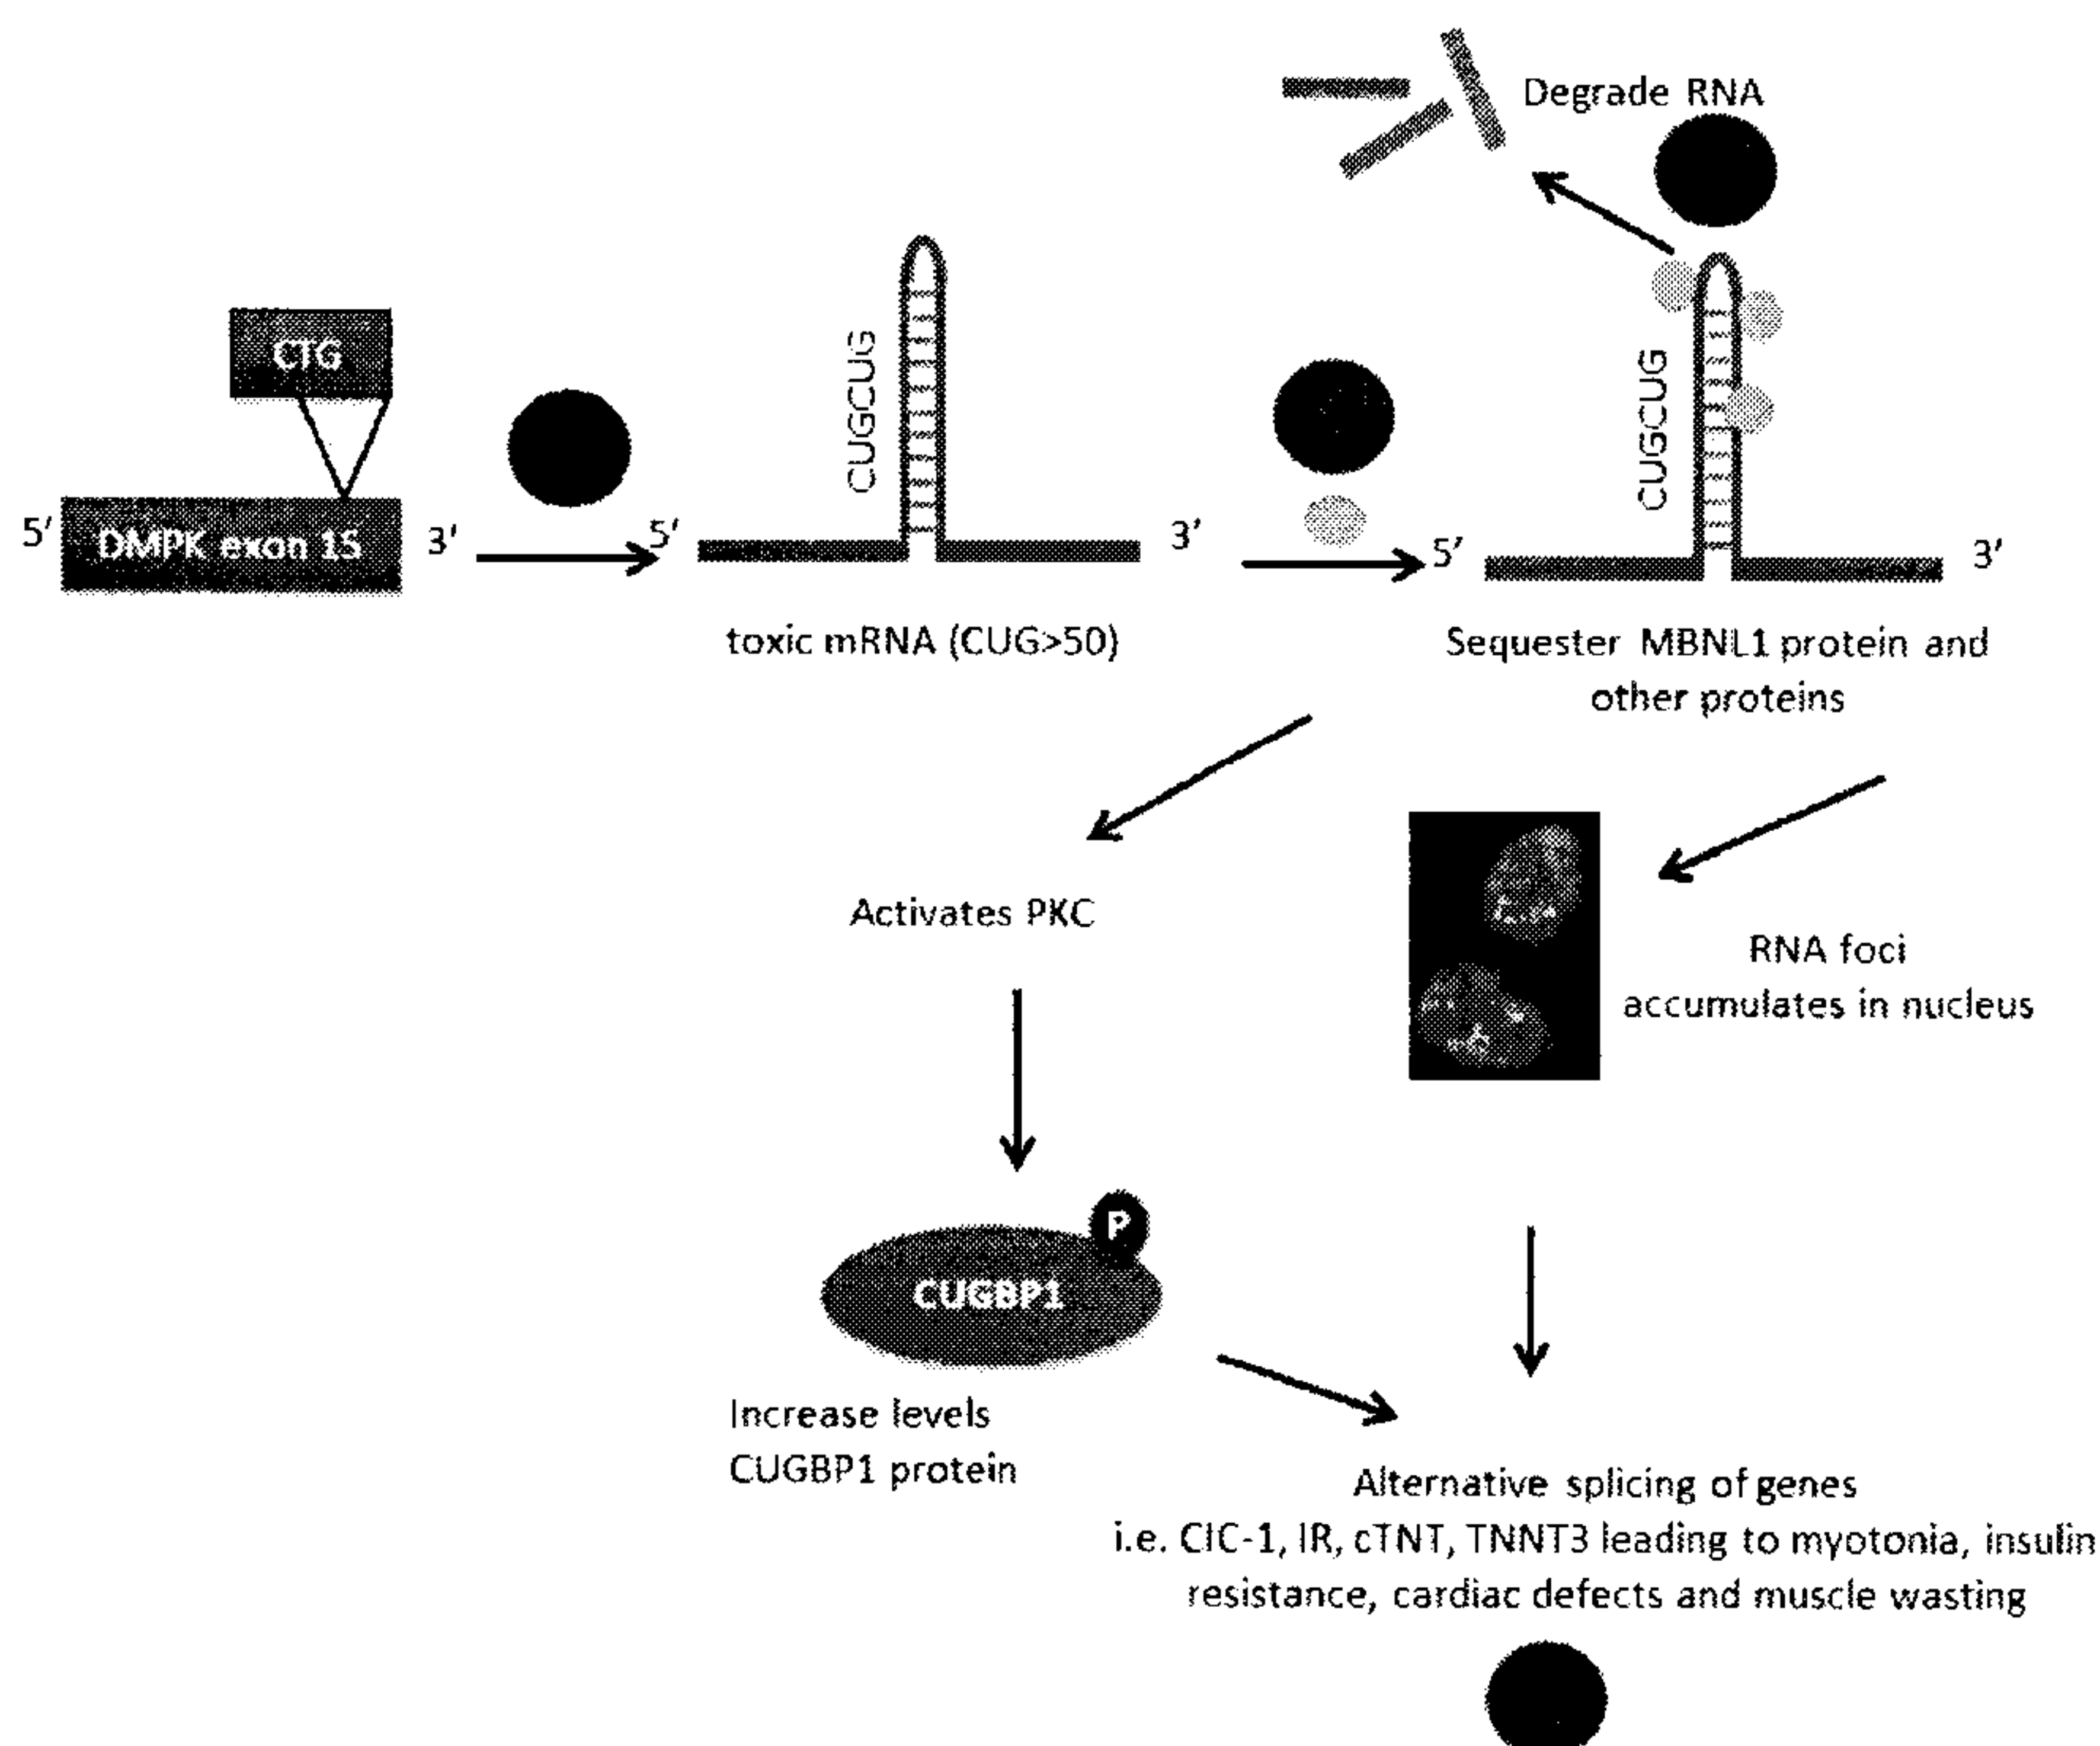 Degrade RNA
CTG
CUGCUG
CUGCUG
5'
DMPK exon 15
3'
5'
3'
5'
3'
toxic mRNA (CUG>50)
Sequester MBNL1 protein and
other proteins
Activates PKC
RNA foci
accumulates in nucleus
P
CUGBP1
Increase levels
CUGBP1 protein
Alternative splicing of genes
i.e. ClC-1, IR, cTNT, TNNT3 leading to myotonia, insulin
resistance, cardiac defects and muscle wasting